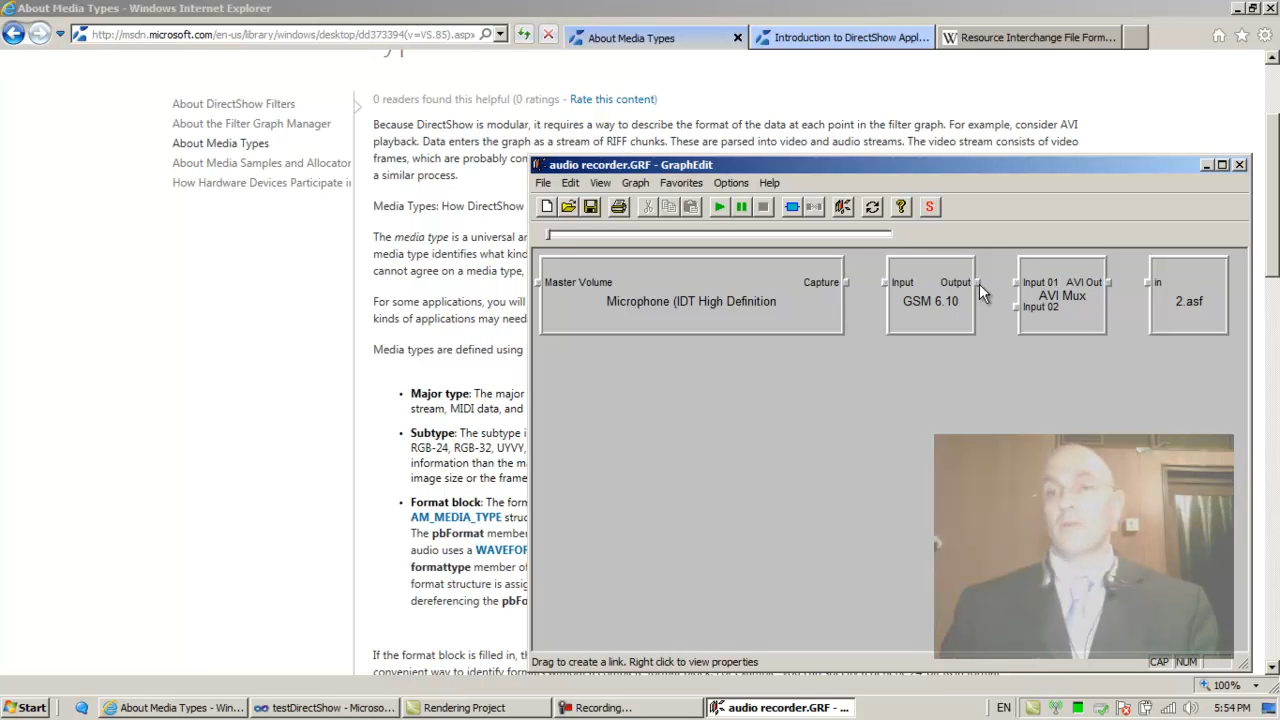 About Media Types - Windows Internet Explorer
http://msdn.microsoft.com/en-us/library/windows/desktop/dd373394(v=VS.85).aspx
About Media Types
Introduction to DirectShow Appl...
Resource Interchange File Form...
About DirectShow Filters
About the Filter Graph Manager
About Media Types
About Media Samples and Allocator
How Hardware Devices Participate i
0 readers found this helpful (0 ratings - Rate this content)
Because DirectShow is modular, it requires a way to describe the format of the data at each point in the filter graph. For example, consider AVI
playback. Data enters the graph as a stream of RIFF chunks. These are parsed into video and audio streams. The video stream consists of video
frames, which are probably con
a similar process.
Media Types: How DirectShow
The media type is a universal an
media type identifies what kind
cannot agree on a media type,
For some applications, you will
kinds of applications may need
Media types are defined using
• Major type: The major
stream, MIDI data, and
• Subtype: The subtype i
RGB-24, RGB-32, UYVY,
information than the m
image size or the frame
• Format block: The form
AM_MEDIA_TYPE struc
The pbFormat member
audio uses a WAVEFOR
formattype member of
format structure is assig
dereferencing the pbFo
If the format block is filled in, th
audio recorder.GRF - GraphEdit
File Edit View Graph Favorites Options Help
S
Master Volume Capture
Microphone (IDT High Definition
Input Output
GSM 6.10
Input 01 AVI Out
AVI Mux
Input 02
in
2.asf
Drag to create a link. Right click to view properties
CAP NUM
100%
Start
About Media Types - Win...
testDirectShow - Microso...
Rendering Project
Recording...
audio recorder.GRF - ...
EN
5:54 PM